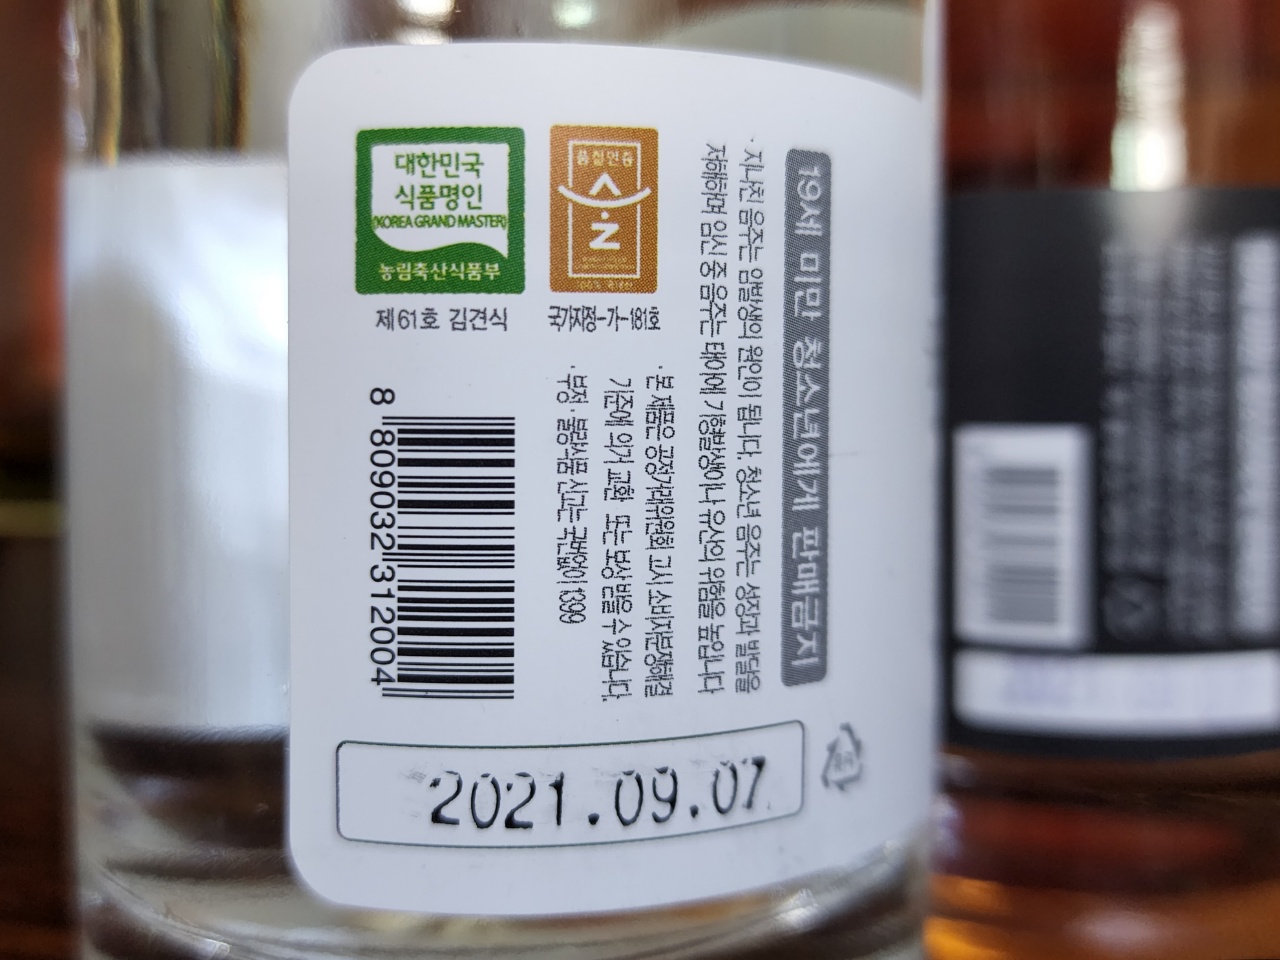 대한민국
식품명인
(KOREA GRAND MASTER)
농림축산식품부
제61호 김견식
품질인증
100% 국내산
국가지정-가-181호
19세 미만 청소년에게 판매금지
· 지나친 음주는 암발생의 원인이 됩니다. 청소년 음주는 성장과 발달을
저해하며 임신 중 음주는 태아에 기형발생이나 유산의 위험을 높입니다
· 본 제품은 공정거래위원회 고시 소비자분쟁해결
기준에 의거 교환 또는 보상 받을 수 있습니다.
· 부정·불량식품 신고는 국번없이 1399
8 809032 312004
2021.09.07